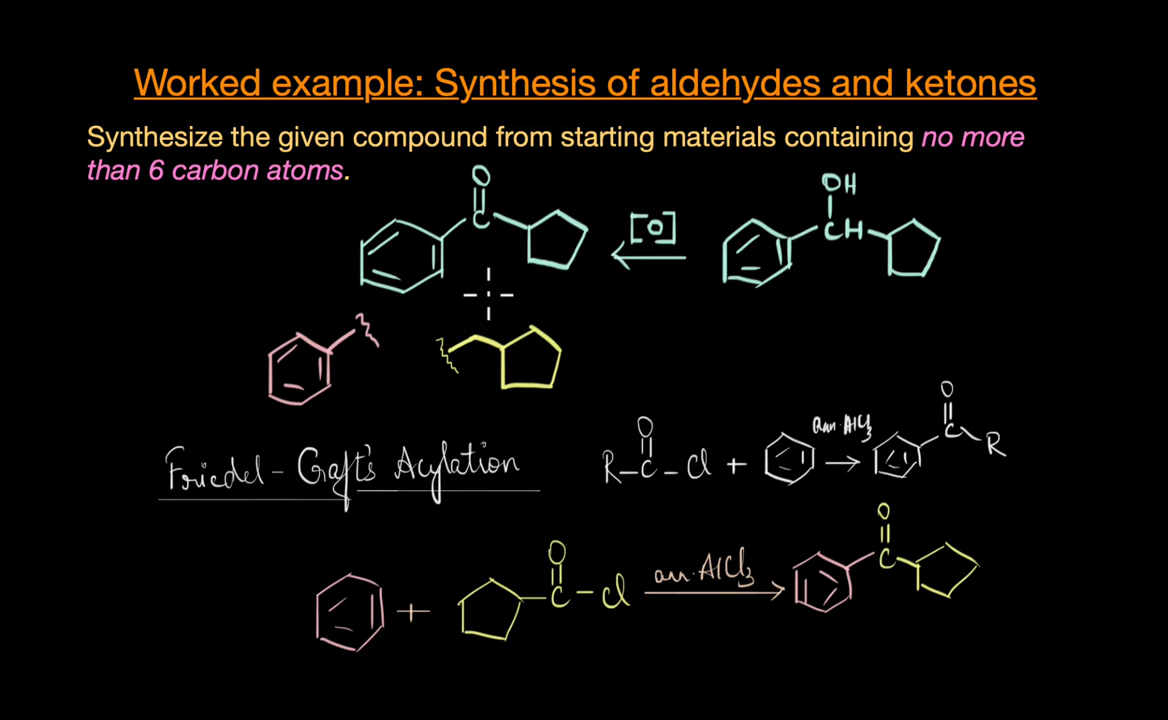 Worked example: Synthesis of aldehydes and ketones
Synthesize the given compound from starting materials containing no more
than 6 carbon atoms.
O
C
[O]
OH
CH
Friedel - Craft's Acylation
O
R-C-Cl + an. AlCl3
O
C R
O
C-Cl
+
an. AlCl3
O
C